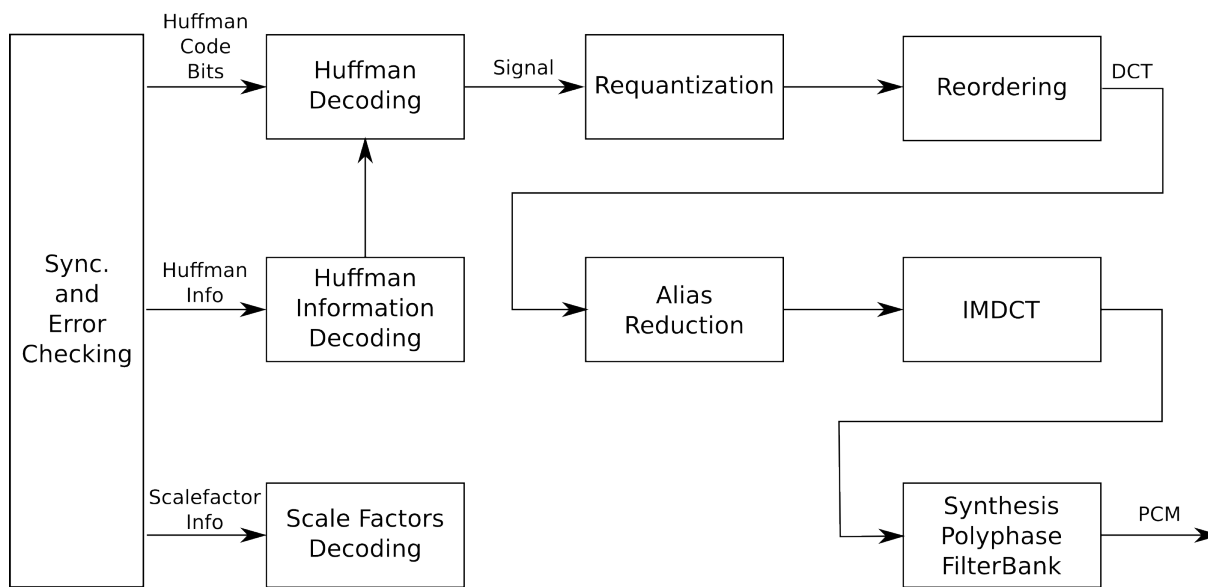 Huffman
Code
Bits
Huffman
Decoding
Signal
Requantization
Reordering
DCT
Sync.
and
Error
Checking
Huffman
Info
Huffman
Information
Decoding
Alias
Reduction
IMDCT
Scalefactor
Info
Scale Factors
Decoding
Synthesis
Polyphase
FilterBank
PCM